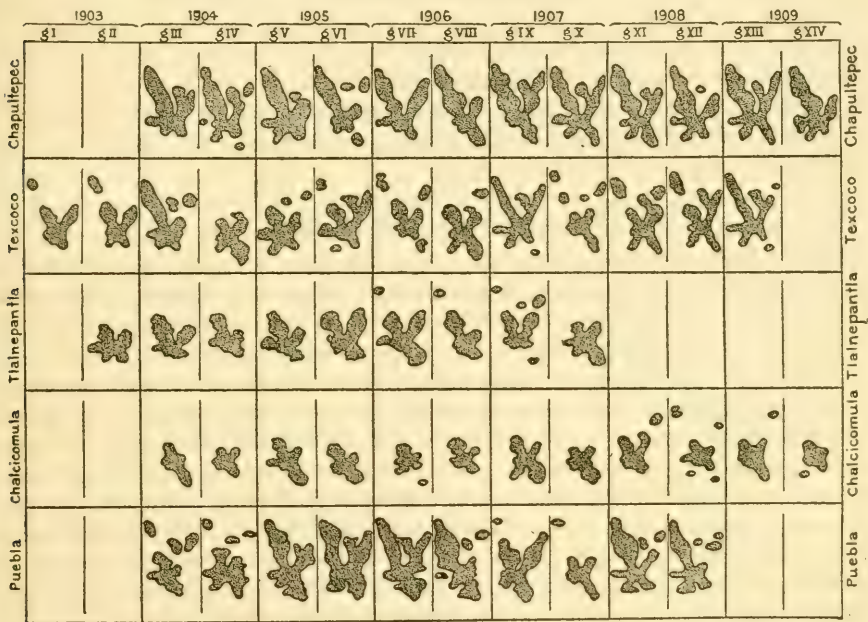 1903 1904 1905 1906 1907 1908 1909
g I g II g III g IV g V g VI g VII g VIII g IX g X g XI g XII g XIII g XIV
Chapultepec Chapultepec
Texcoco Texcoco
Tlalnepantla Tlalnepantla
Chalcicomula Chalcicomula
Puebla Puebla